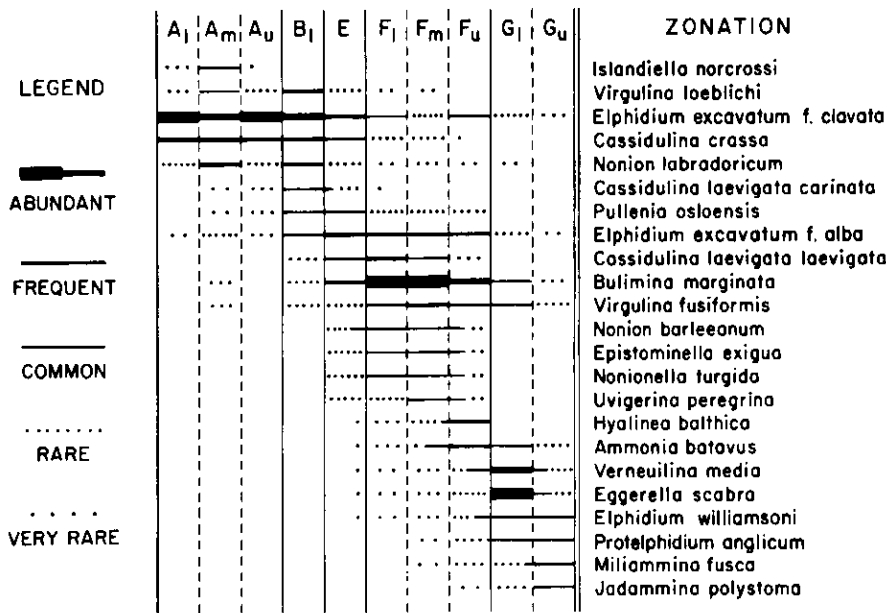 A_l A_m A_u B_l E F_l F_m F_u G_l G_u ZONATION
LEGEND
ABUNDANT
FREQUENT
COMMON
RARE
VERY RARE
Islandiella norcrossi
Virgulina loeblichi
Elphidium excavatum f. clavata
Cassidulina crassa
Nonion labradoricum
Cassidulina laevigata carinata
Pullenia osloensis
Elphidium excavatum f. alba
Cassidulina laevigata laevigata
Bulimina marginata
Virgulina fusiformis
Nonion barleeanum
Epistominella exigua
Nonionella turgida
Uvigerina peregrina
Hyalinea balthica
Ammonia batavus
Verneuilina media
Eggerella scabra
Elphidium williamsoni
Protelphidium anglicum
Miliammina fusca
Jadammina polystoma